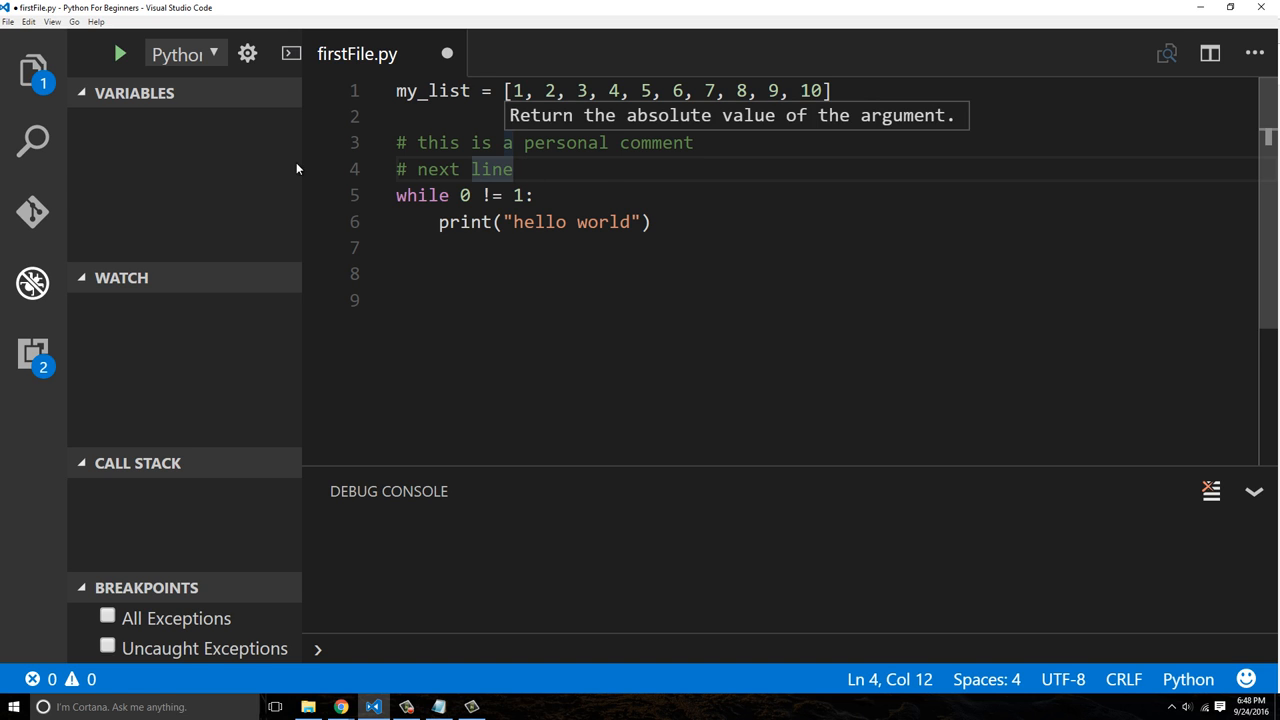 ● firstFile.py - Python For Beginners - Visual Studio Code
File Edit View Go Help
Python
firstFile.py
VARIABLES
WATCH
CALL STACK
BREAKPOINTS
All Exceptions
Uncaught Exceptions
1
2
1 my_list = [1, 2, 3, 4, 5, 6, 7, 8, 9, 10]
2
Return the absolute value of the argument.
3 # this is a personal comment
4 # next line
5 while 0 != 1:
6 print("hello world")
7
8
9
DEBUG CONSOLE
0 0
Ln 4, Col 12 Spaces: 4 UTF-8 CRLF Python
I'm Cortana. Ask me anything.
6:48 PM
9/24/2016